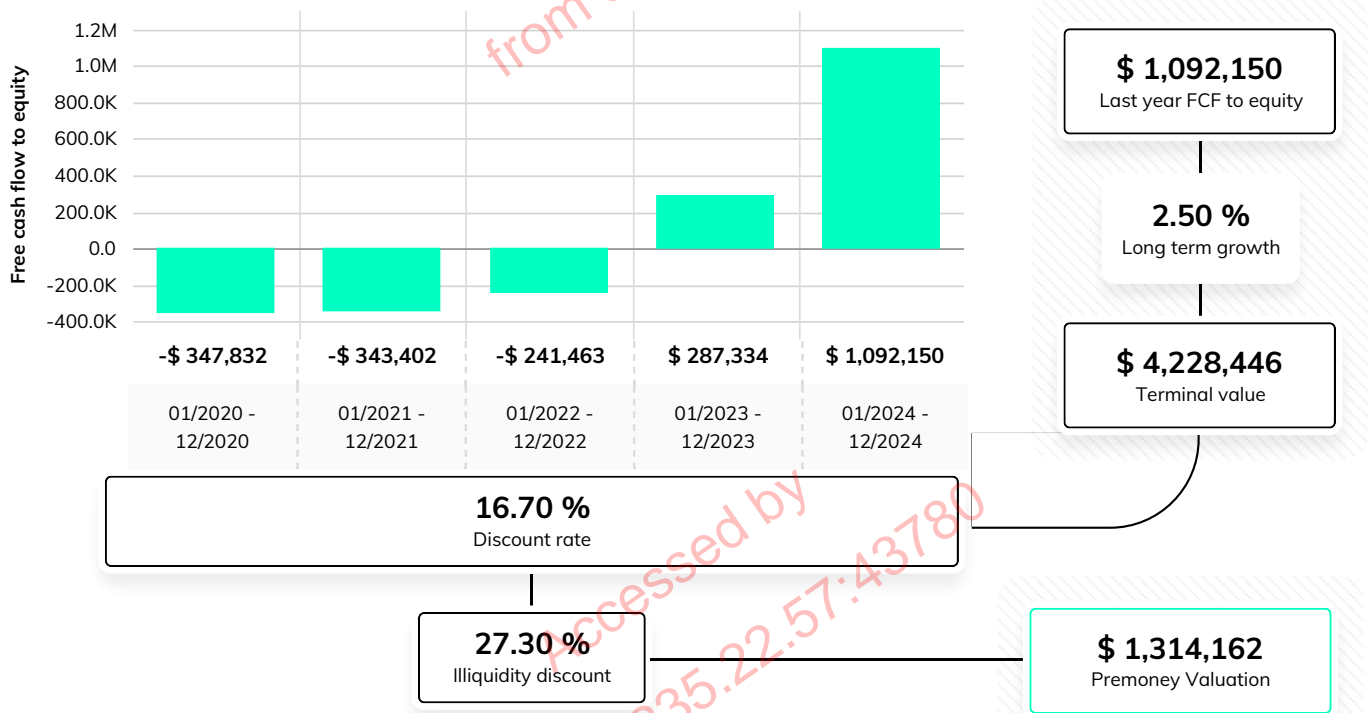 from
Free cash flow to equity
1.2M
1.0M
800.0K
600.0K
400.0K
200.0K
0.0
-200.0K
-400.0K
-$ 347,832
-$ 343,402
-$ 241,463
$ 287,334
$ 1,092,150
01/2020 -
12/2020
01/2021 -
12/2021
01/2022 -
12/2022
01/2023 -
12/2023
01/2024 -
12/2024
$ 1,092,150
Last year FCF to equity
2.50 %
Long term growth
$ 4,228,446
Terminal value
16.70 %
Discount rate
27.30 %
Illiquidity discount
$ 1,314,162
Premoney Valuation
Accessed by
235.22.57:43780